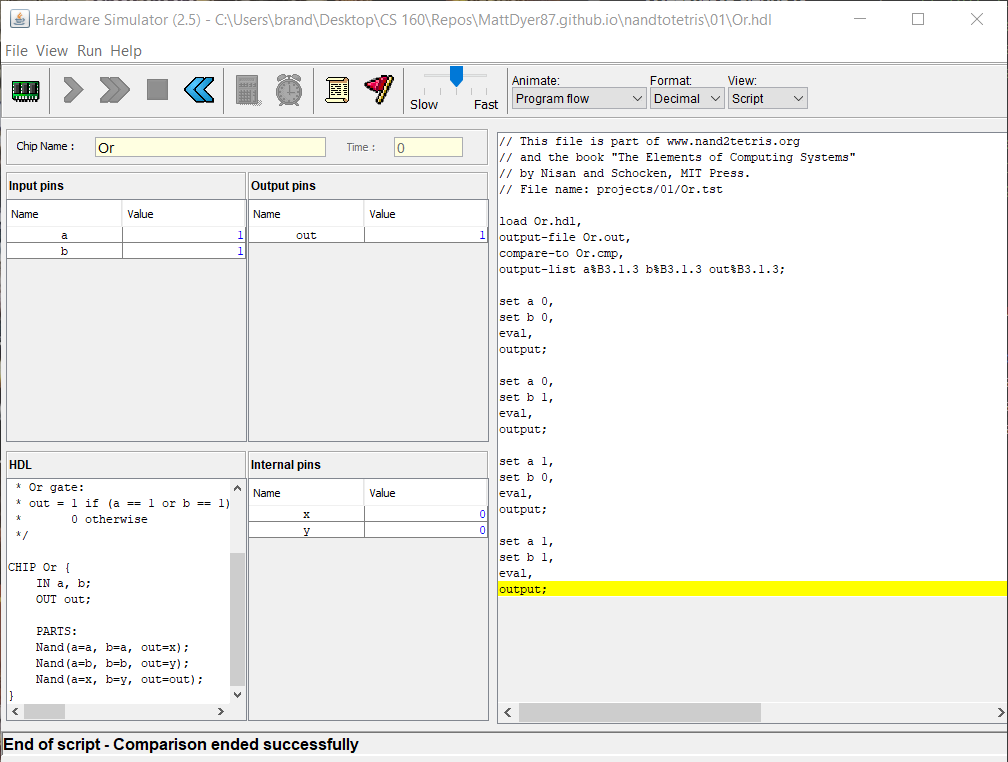 Hardware Simulator (2.5) - C:\Users\brand\Desktop\CS 160\Repos\MattDyer87.github.io\nandtotetris\01\Or.hdl
File View Run Help
Slow Fast
Animate: Format: View:
Program flow Decimal Script
Chip Name : Or Time : 0
Input pins
Name Value
a 1
b 1
Output pins
Name Value
out 1
HDL
* Or gate:
* out = 1 if (a == 1 or b == 1)
* 0 otherwise
*/
CHIP Or {
IN a, b;
OUT out;
PARTS:
Nand(a=a, b=a, out=x);
Nand(a=b, b=b, out=y);
Nand(a=x, b=y, out=out);
}
Internal pins
Name Value
x 0
y 0
// This file is part of www.nand2tetris.org
// and the book "The Elements of Computing Systems"
// by Nisan and Schocken, MIT Press.
// File name: projects/01/Or.tst
load Or.hdl,
output-file Or.out,
compare-to Or.cmp,
output-list a%B3.1.3 b%B3.1.3 out%B3.1.3;
set a 0,
set b 0,
eval,
output;
set a 0,
set b 1,
eval,
output;
set a 1,
set b 0,
eval,
output;
set a 1,
set b 1,
eval,
output;
End of script - Comparison ended successfully